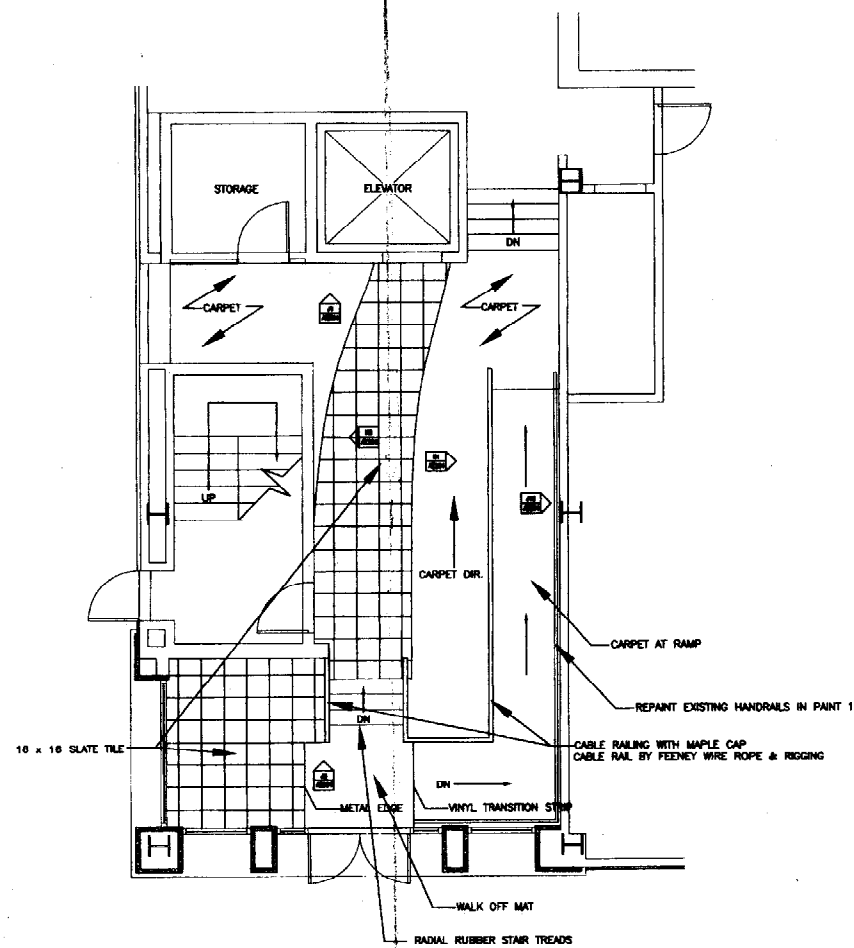 STORAGE
ELEVATOR
DN
CARPET
CARPET
UP
CARPET DIR.
CARPET AT RAMP
REPAINT EXISTING HANDRAILS IN PAINT 1
DN
16 x 16 SLATE TILE
CABLE RAILING WITH MAPLE CAP
CABLE RAIL BY FEENEY WIRE ROPE & RIGGING
DN
METAL EDGE
VINYL TRANSITION STRIP
WALK OFF MAT
RADIAL RUBBER STAIR TREADS